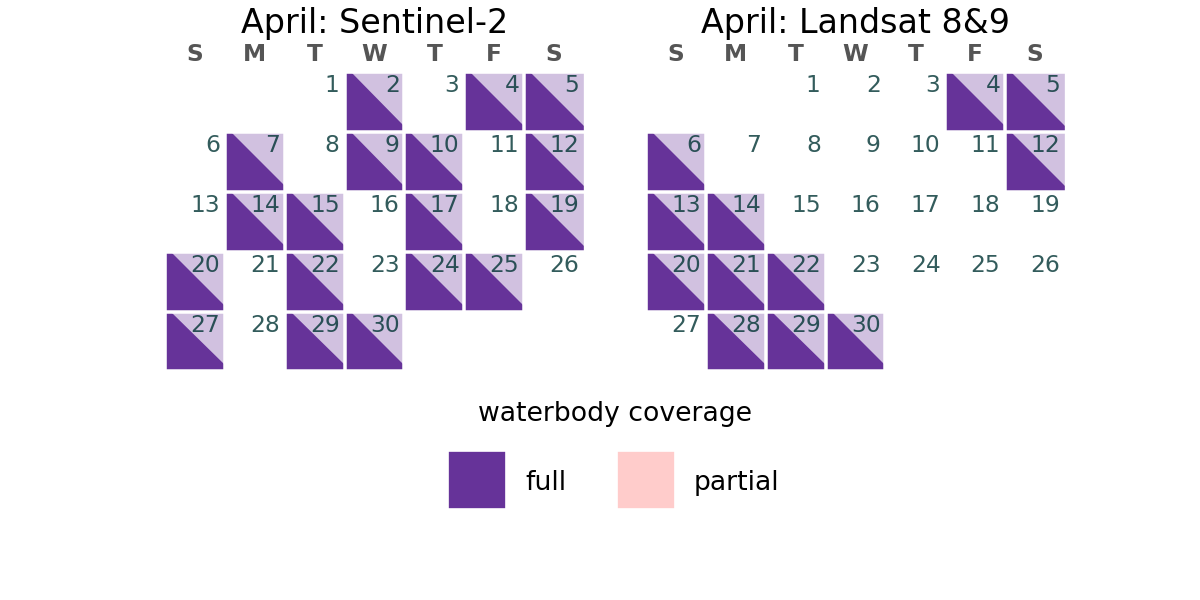 April: Sentinel-2
S M T W T F S
1 2 3 4 5
6 7 8 9 10 11 12
13 14 15 16 17 18 19
20 21 22 23 24 25 26
27 28 29 30
April: Landsat 8&9
S M T W T F S
1 2 3 4 5
6 7 8 9 10 11 12
13 14 15 16 17 18 19
20 21 22 23 24 25 26
27 28 29 30
waterbody coverage
full partial